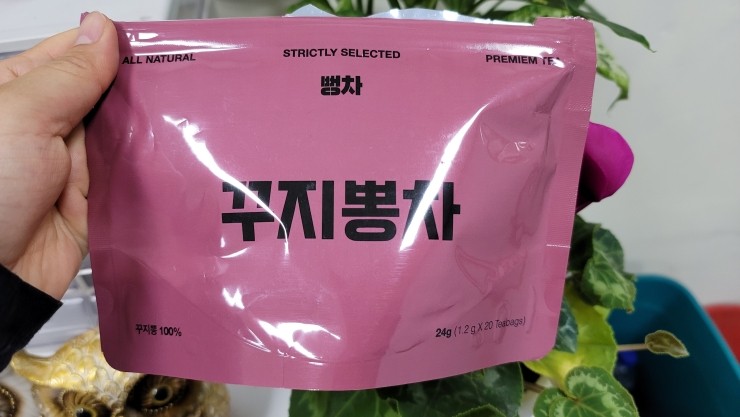 ALL NATURAL
STRICTLY SELECTED
PREMIEM TEA
뻥차
꾸지뽕차
꾸지뽕 100%
24g (1.2 g X 20 Teabags)